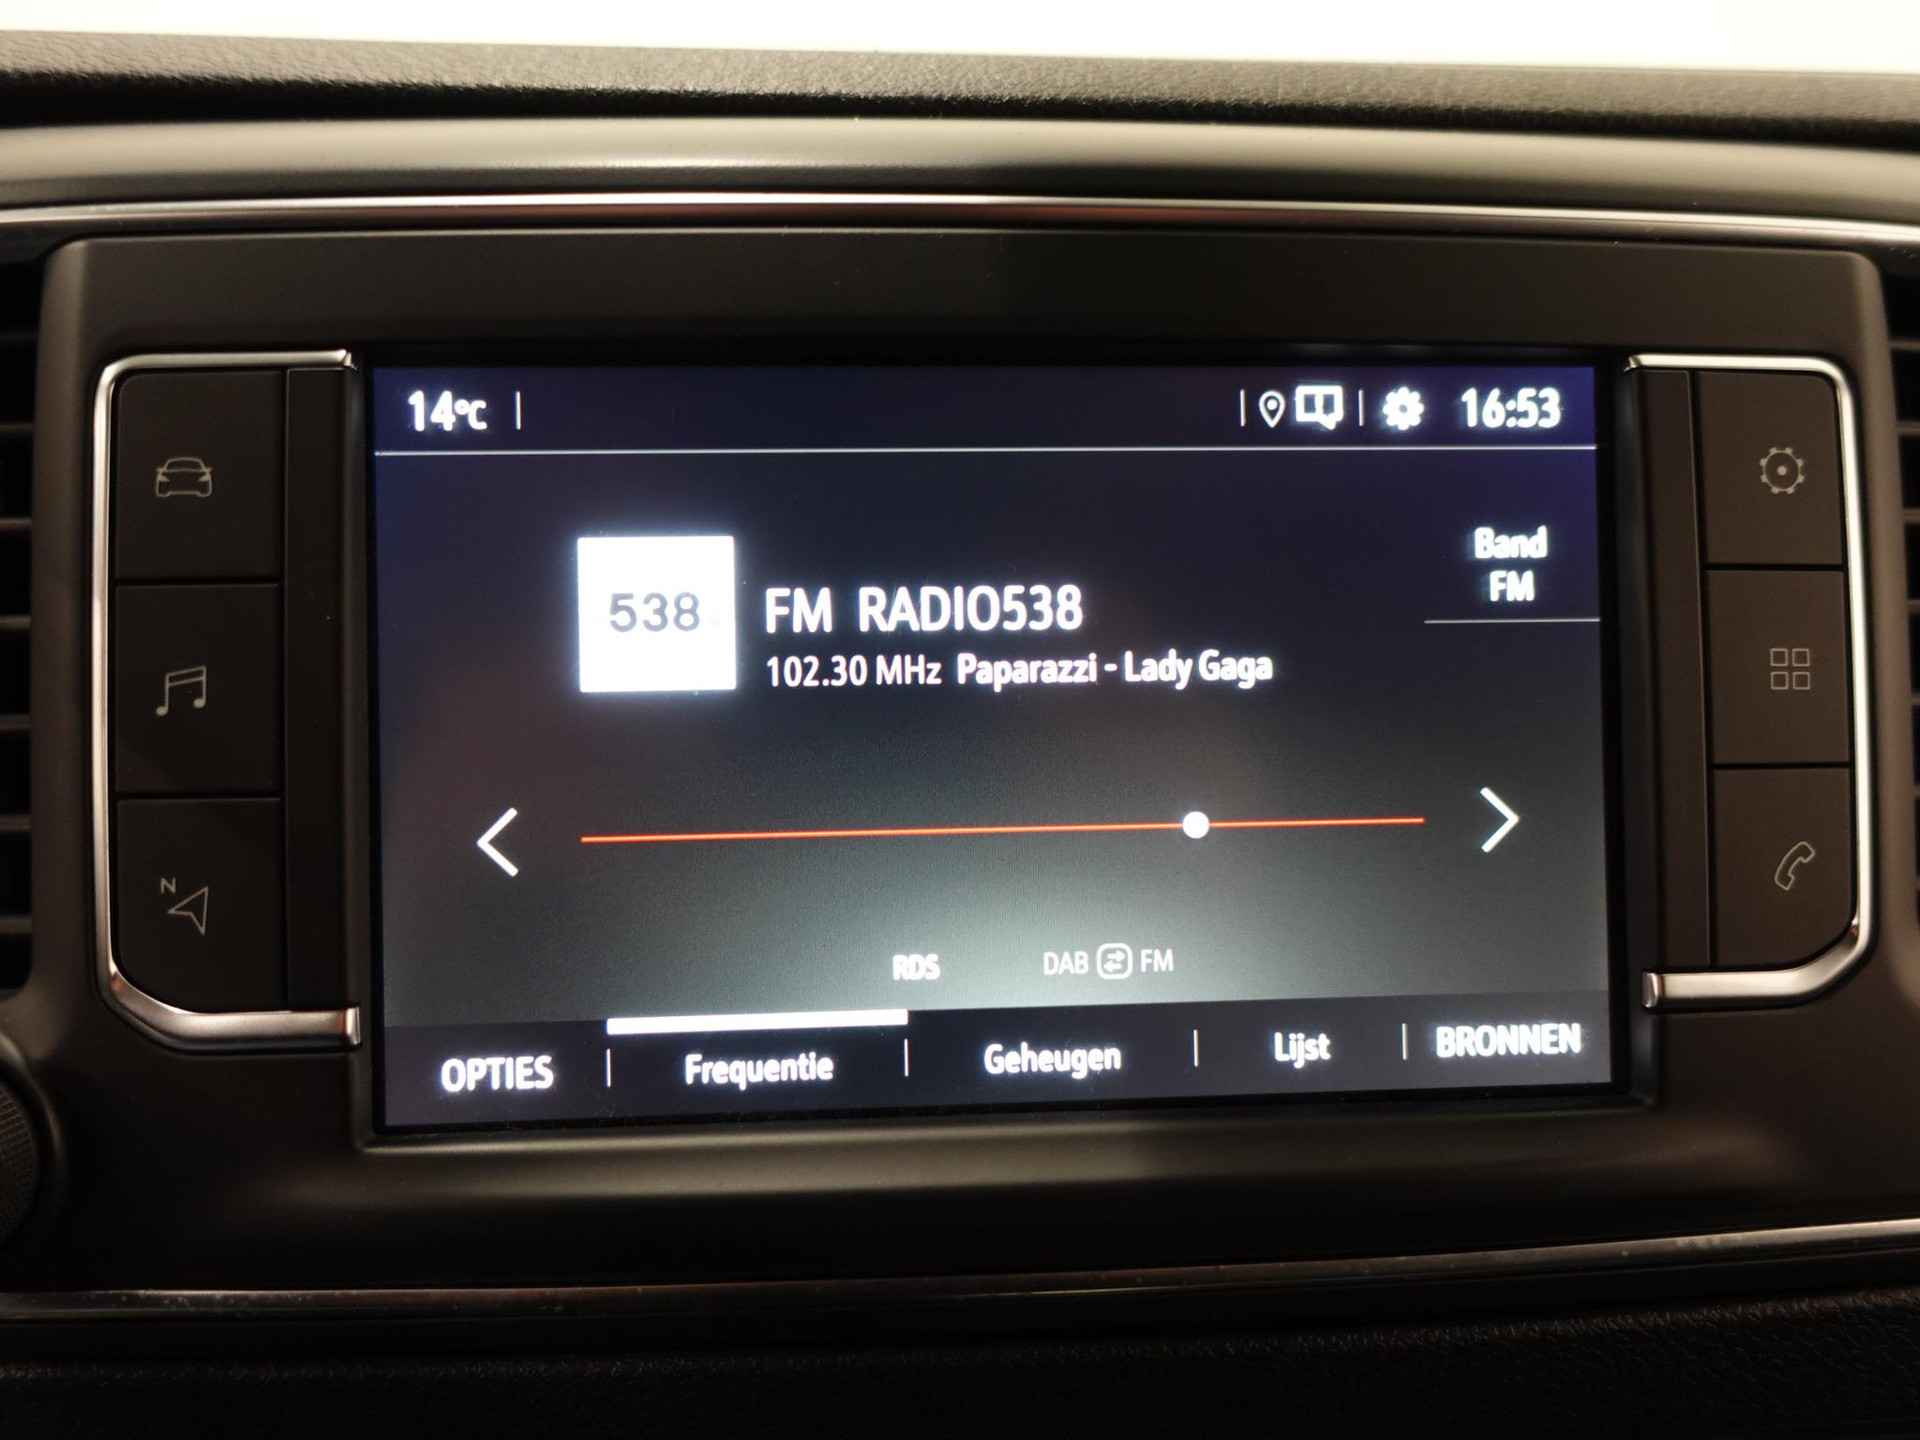 14°C
16:53
Band
FM
538
FM RADIO538
102.30 MHz Paparazzi - Lady Gaga
N
RDS
DAB FM
OPTIES
Frequentie
Geheugen
Lijst
BRONNEN